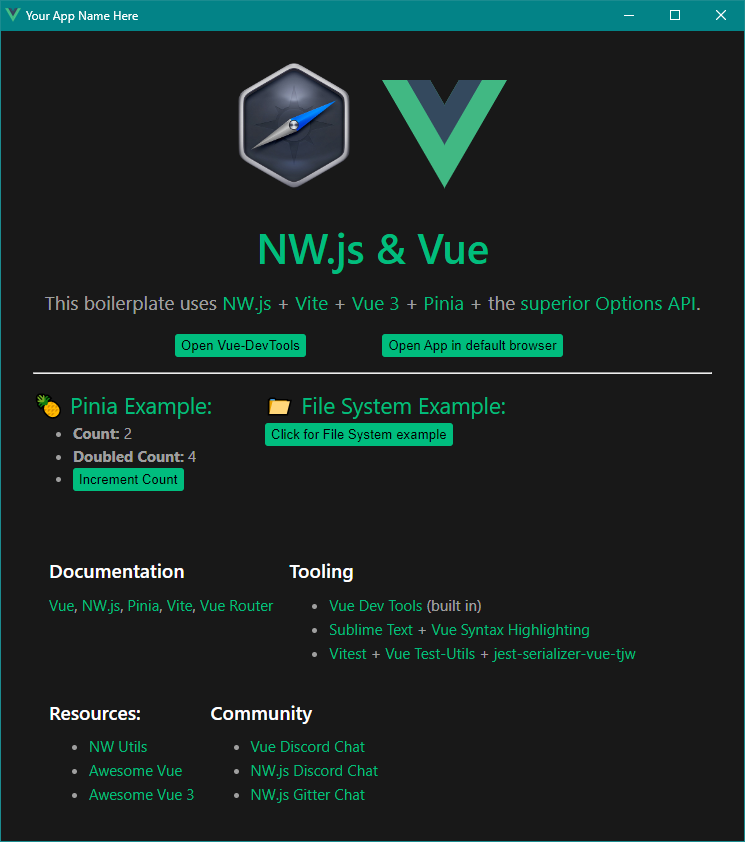 Your App Name Here
NW.js & Vue
This boilerplate uses NW.js + Vite + Vue 3 + Pinia + the superior Options API.
Open Vue-DevTools
Open App in default browser
Pinia Example:
Count: 2
Doubled Count: 4
Increment Count
File System Example:
Click for File System example
Documentation
Vue, NW.js, Pinia, Vite, Vue Router
Tooling
Vue Dev Tools (built in)
Sublime Text + Vue Syntax Highlighting
Vitest + Vue Test-Utils + jest-serializer-vue-tjw
Resources:
NW Utils
Awesome Vue
Awesome Vue 3
Community
Vue Discord Chat
NW.js Discord Chat
NW.js Gitter Chat